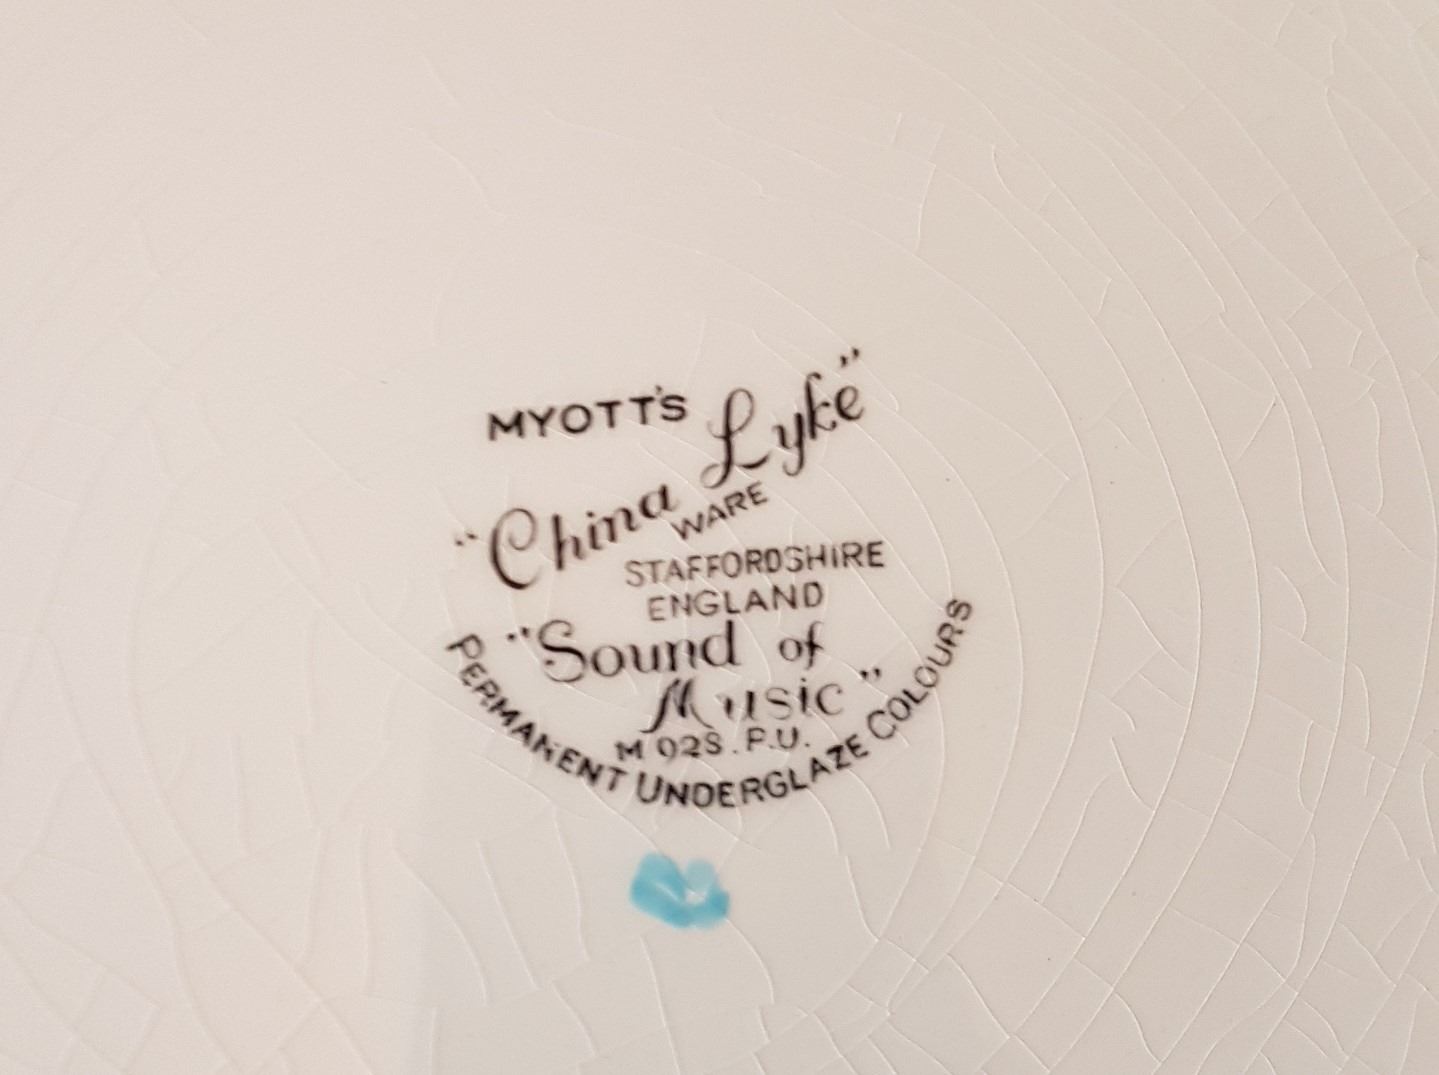 MYOTT'S
"China Lyke"
WARE
STAFFORDSHIRE
ENGLAND
"Sound of
Music"
M 028. P.U.
PERMANENT UNDERGLAZE COLOURS